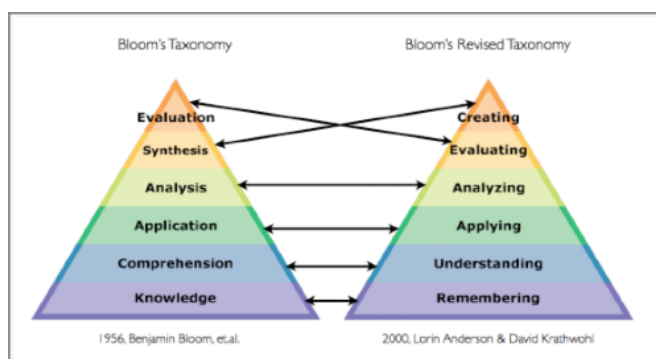 Bloom's Taxonomy
Bloom's Revised Taxonomy
Evaluation
Synthesis
Analysis
Application
Comprehension
Knowledge
Creating
Evaluating
Analyzing
Applying
Understanding
Remembering
1956, Benjamin Bloom, et.al.
2000, Lorin Anderson & David Krathwohl